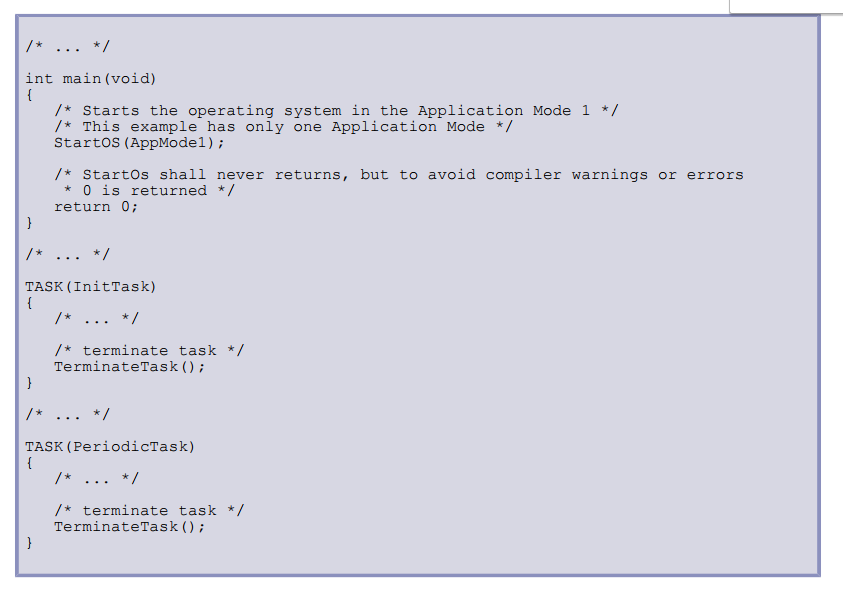 /* ... */
int main(void)
{
/* Starts the operating system in the Application Mode 1 */
/* This example has only one Application Mode */
StartOS(AppMode1);
/* StartOs shall never returns, but to avoid compiler warnings or errors
* 0 is returned */
return 0;
}
/* ... */
TASK(InitTask)
{
/* ... */
/* terminate task */
TerminateTask();
}
/* ... */
TASK(PeriodicTask)
{
/* ... */
/* terminate task */
TerminateTask();
}